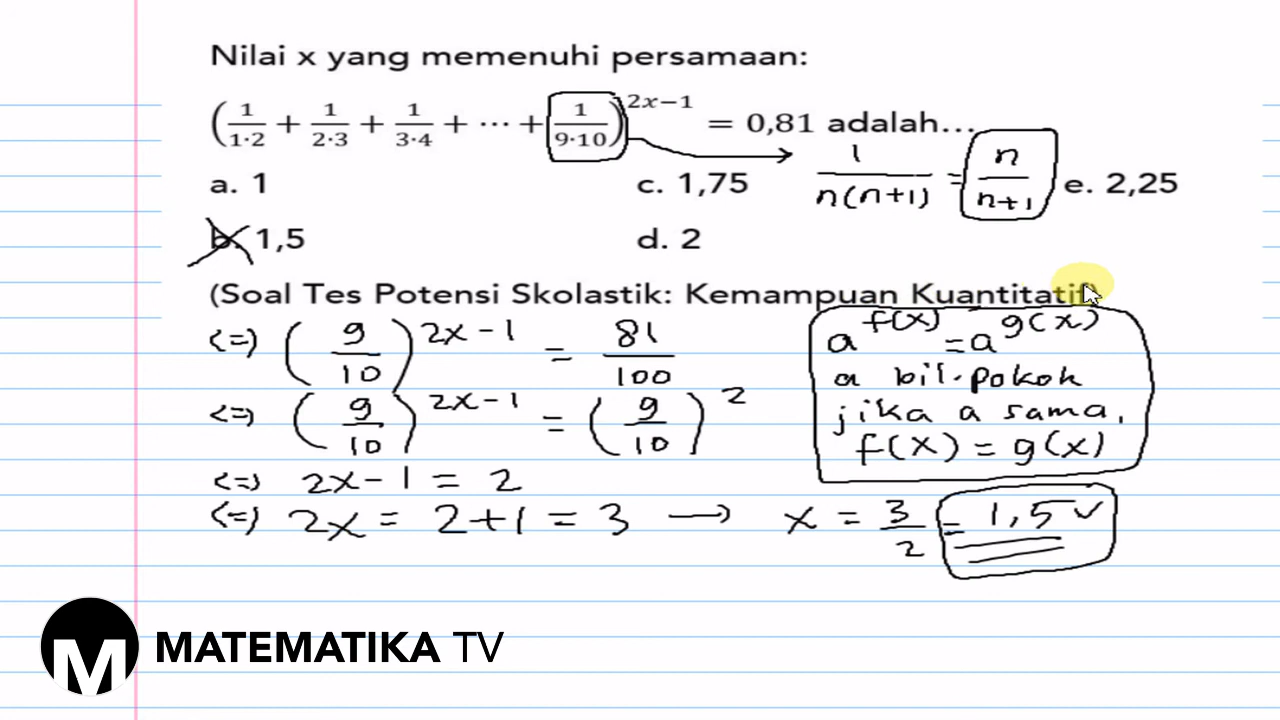 Nilai x yang memenuhi persamaan:
(1/1·2 + 1/2·3 + 1/3·4 + ⋯ + 1/9·10)^2x−1 = 0,81 adalah...
1/n(n+1) = n/n+1
a. 1
c. 1,75
e. 2,25
b. 1,5
d. 2
(Soal Tes Potensi Skolastik: Kemampuan Kuantitatif)
<=> (9/10)^2x-1 = 81/100
<=> (9/10)^2x-1 = (9/10)^2
<=> 2x-1 = 2
<=> 2x = 2+1 = 3 → x = 3/2 = 1,5 ✓
a^f(x) = a^g(x)
a bil. pokok
jika a sama,
f(x) = g(x)
M MATEMATIKA TV